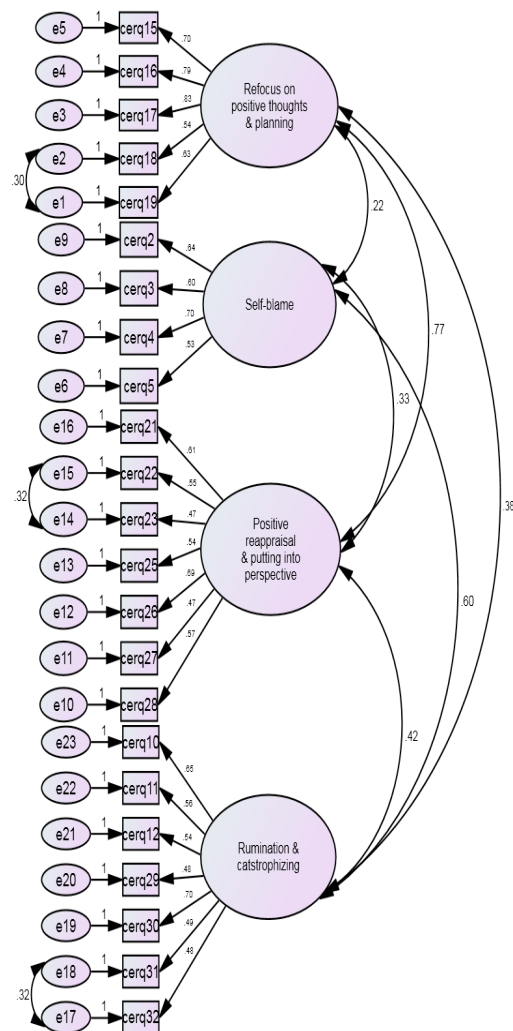 e5 1 cerq15 .70
e4 1 cerq16 .79
e3 1 cerq17 .83
e2 1 cerq18 .54
e1 1 cerq19 .63
.30
Refocus on
positive thoughts
& planning
e9 1 cerq2 .64
e8 1 cerq3 .60
e7 1 cerq4 .70
e6 1 cerq5 .53
Self-blame
e16 1 cerq21 .61
e15 1 cerq22 .55
e14 1 cerq23 .47
e13 1 cerq25 .54
e12 1 cerq26 .69
e11 1 cerq27 .47
e10 1 cerq28 .57
.32
Positive
reappraisal
& putting into
perspective
e23 1 cerq10 .65
e22 1 cerq11 .56
e21 1 cerq12 .54
e20 1 cerq29 .48
e19 1 cerq30 .70
e18 1 cerq31 .49
e17 1 cerq32 .48
.32
Rumination &
catstrophizing
.22
.77
.33
.38
.60
.42